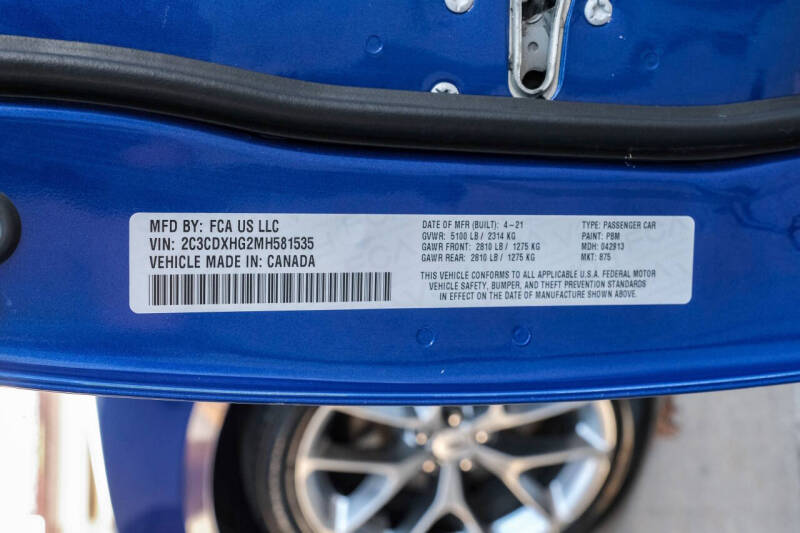 MFD BY: FCA US LLC
VIN: 2C3CDXHG2MH581535
VEHICLE MADE IN: CANADA
DATE OF MFR (BUILT): 4-21
GVWR: 5100 LB / 2314 KG
GAWR FRONT: 2810 LB / 1275 KG
GAWR REAR: 2810 LB / 1275 KG
TYPE: PASSENGER CAR
PAINT: PBM
MDH: 042913
MKT: 875
THIS VEHICLE CONFORMS TO ALL APPLICABLE U.S.A. FEDERAL MOTOR
VEHICLE SAFETY, BUMPER, AND THEFT PREVENTION STANDARDS
IN EFFECT ON THE DATE OF MANUFACTURE SHOWN ABOVE.